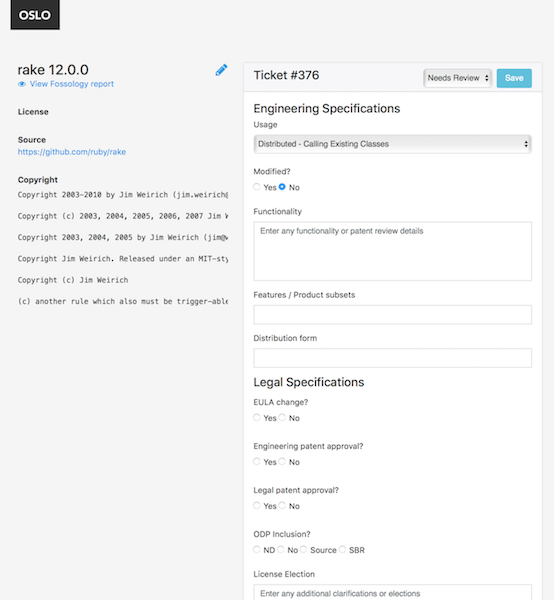 OSLO
rake 12.0.0
View Fossology report
License
Source
https://github.com/ruby/rake
Copyright
Copyright 2003-2010 by Jim Weirich (jim.weirich@
Copyright (c) 2003, 2004, 2005, 2006, 2007 Jim W
Copyright 2003, 2004, 2005 by Jim Weirich (jim@w
Copyright Jim Weirich. Released under an MIT-sty
Copyright (c) Jim Weirich
(c) another rule which also must be trigger-able
Ticket #376
Needs Review
Save
Engineering Specifications
Usage
Distributed - Calling Existing Classes
Modified?
Yes No
Functionality
Enter any functionality or patent review details
Features / Product subsets
Distribution form
Legal Specifications
EULA change?
Yes No
Engineering patent approval?
Yes No
Legal patent approval?
Yes No
ODP Inclusion?
ND No Source SBR
License Election
Enter any additional clarifications or elections